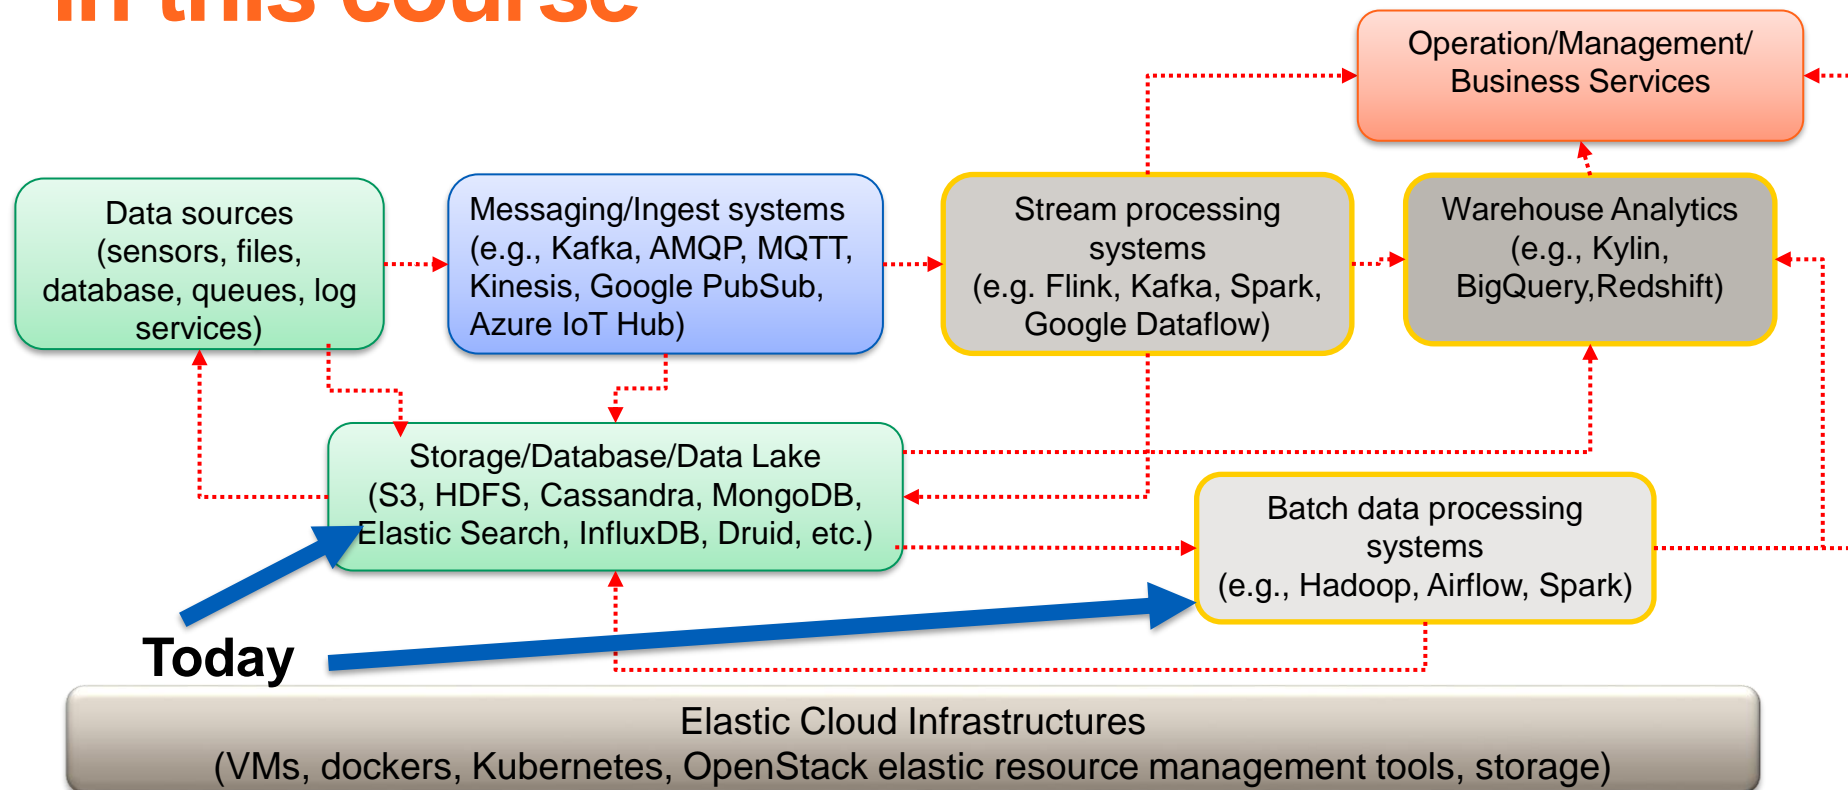 in this course
Operation/Management/
Business Services
Data sources
(sensors, files,
database, queues, log
services)
Messaging/Ingest systems
(e.g., Kafka, AMQP, MQTT,
Kinesis, Google PubSub,
Azure IoT Hub)
Stream processing
systems
(e.g. Flink, Kafka, Spark,
Google Dataflow)
Warehouse Analytics
(e.g., Kylin,
BigQuery,Redshift)
Storage/Database/Data Lake
(S3, HDFS, Cassandra, MongoDB,
Elastic Search, InfluxDB, Druid, etc.)
Batch data processing
systems
(e.g., Hadoop, Airflow, Spark)
Today
Elastic Cloud Infrastructures
(VMs, dockers, Kubernetes, OpenStack elastic resource management tools, storage)